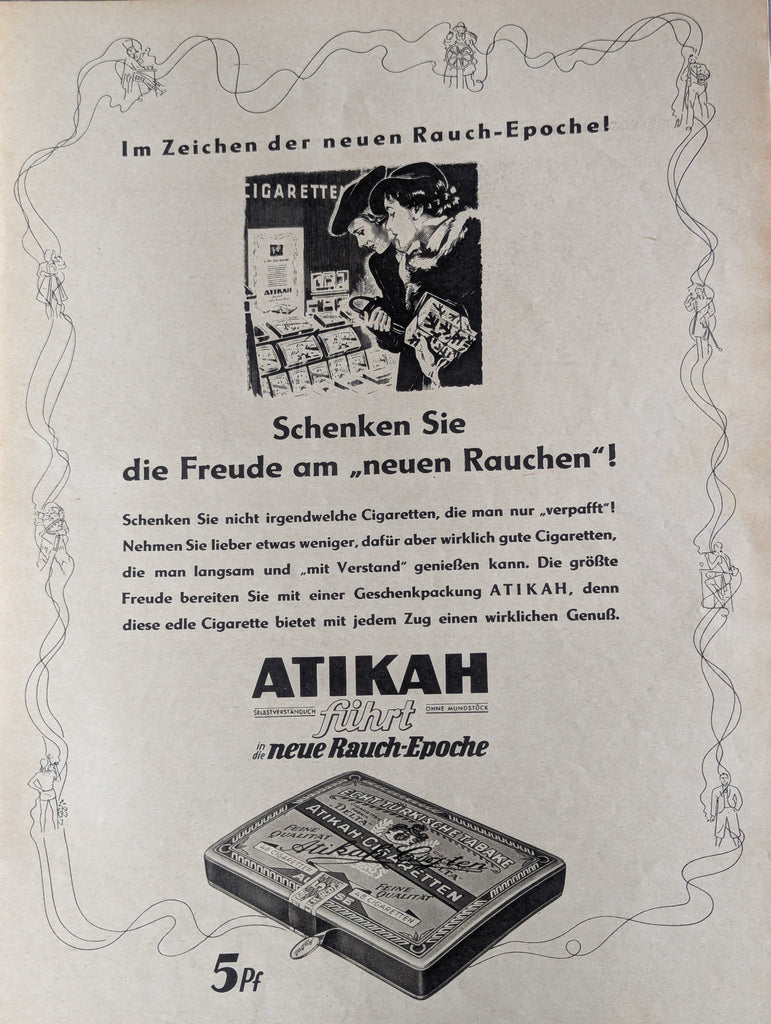 Im Zeichen der neuen Rauch-Epoche!
CIGARETTE
ATIKAH
Schenken Sie
die Freude am „neuen Rauchen“!
Schenken Sie nicht irgendwelche Cigaretten, die man nur „verpafft“!
Nehmen Sie lieber etwas weniger, dafür aber wirklich gute Cigaretten,
die man langsam und „mit Verstand“ genießen kann. Die größte
Freude bereiten Sie mit einer Geschenkpackung ATIKAH, denn
diese edle Cigarette bietet mit jedem Zug einen wirklichen Genuß.
ATIKAH
SELBSTVERSTÄNDLICH führt OHNE MUNDSTÜCK
in die neue Rauch-Epoche
ECHT TÜRKISCHE TABAKE
ATIKAH-CIGARETTEN
FEINE QUALITÄT
FEINE QUALITÄT
5 Pf